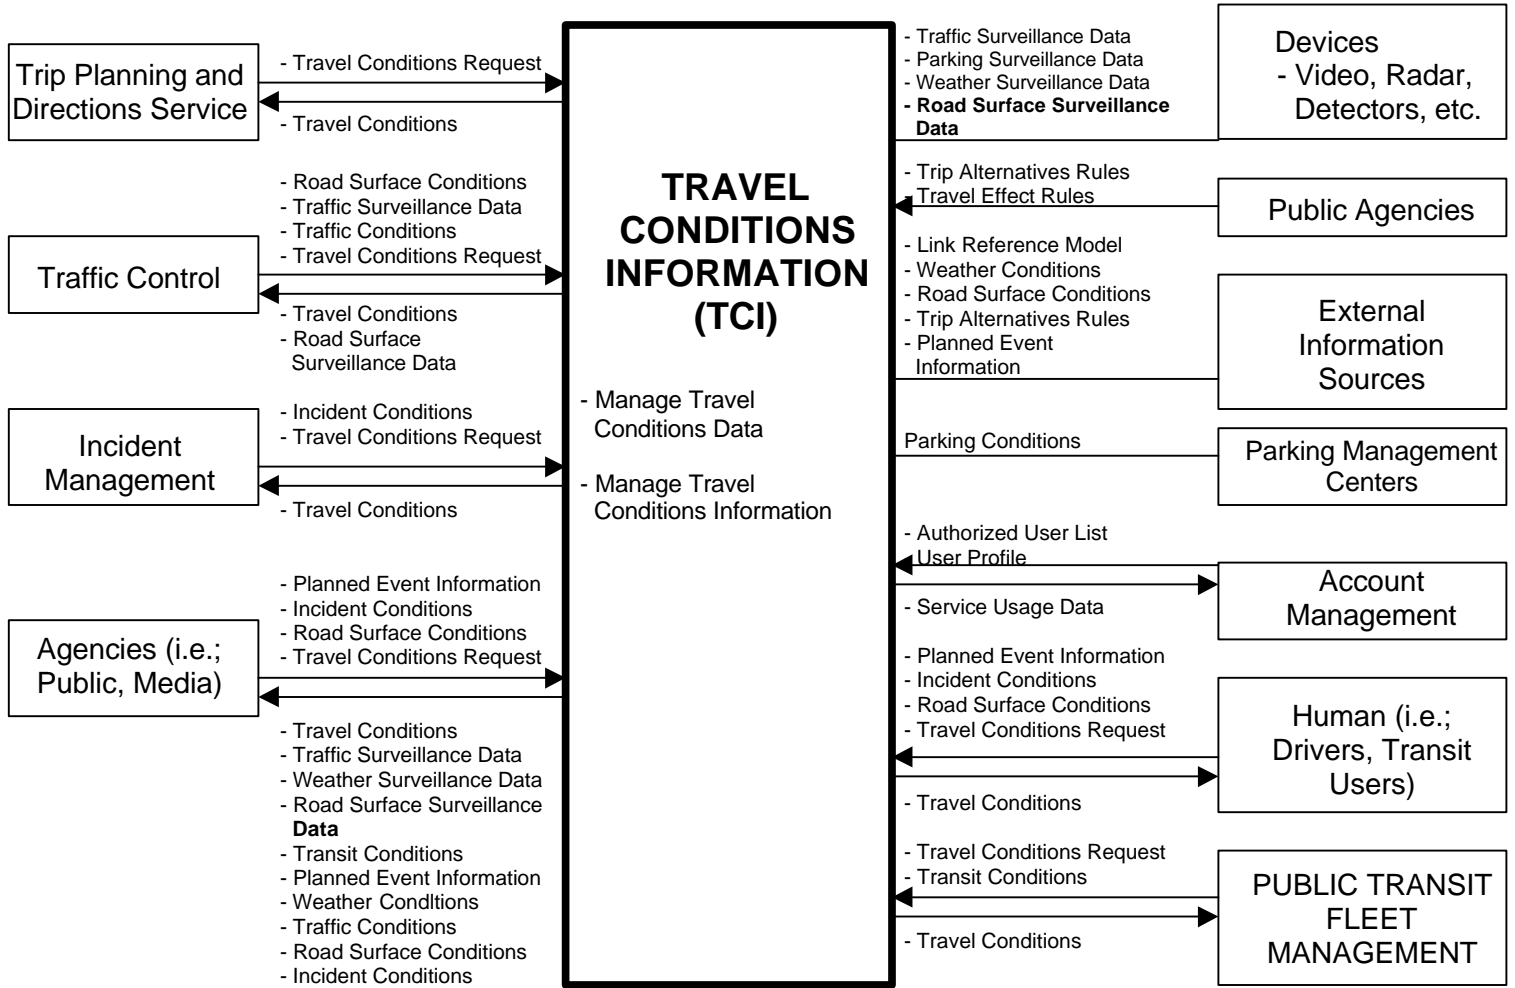 Trip Planning and
Directions Service
- Travel Conditions Request
- Travel Conditions
Traffic Control
- Road Surface Conditions
- Traffic Surveillance Data
- Traffic Conditions
- Travel Conditions Request
- Travel Conditions
- Road Surface
Surveillance Data
Incident
Management
- Incident Conditions
- Travel Conditions Request
- Travel Conditions
Agencies (i.e.;
Public, Media)
- Planned Event Information
- Incident Conditions
- Road Surface Conditions
- Travel Conditions Request
- Travel Conditions
- Traffic Surveillance Data
- Weather Surveillance Data
- Road Surface Surveillance
Data
- Transit Conditions
- Planned Event Information
- Weather Condltions
- Traffic Conditions
- Road Surface Conditions
- Incident Conditions
TRAVEL
CONDITIONS
INFORMATION
(TCI)
- Manage Travel
Conditions Data
- Manage Travel
Conditions Information
- Traffic Surveillance Data
- Parking Surveillance Data
- Weather Surveillance Data
- Road Surface Surveillance
Data
Devices
- Video, Radar,
Detectors, etc.
- Trip Alternatives Rules
- Travel Effect Rules
Public Agencies
- Link Reference Model
- Weather Conditions
- Road Surface Conditions
- Trip Alternatives Rules
- Planned Event
Information
External
Information
Sources
Parking Conditions
Parking Management
Centers
- Authorized User List
- User Profile
- Service Usage Data
Account
Management
- Planned Event Information
- Incident Conditions
- Road Surface Conditions
- Travel Conditions Request
- Travel Conditions
Human (i.e.;
Drivers, Transit
Users)
- Travel Conditions Request
- Transit Conditions
- Travel Conditions
PUBLIC TRANSIT
FLEET
MANAGEMENT